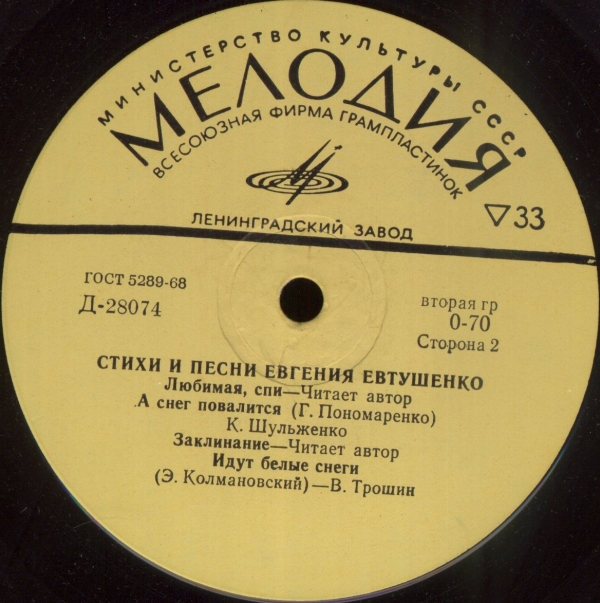 МИНИСТЕРСТВО КУЛЬТУРЫ СССР
МЕЛОДИЯ
ВСЕСОЮЗНАЯ ФИРМА ГРАМПЛАСТИНОК
ЛЕНИНГРАДСКИЙ ЗАВОД
▽33
ГОСТ 5289-68
Д-28074
вторая гр
0-70
Сторона 2
СТИХИ И ПЕСНИ ЕВГЕНИЯ ЕВТУШЕНКО
Любимая, спи—Читает автор
А снег повалится (Г. Пономаренко)
К. Шульженко
Заклинание—Читает автор
Идут белые снеги
(Э. Колмановский)—В. Трошин